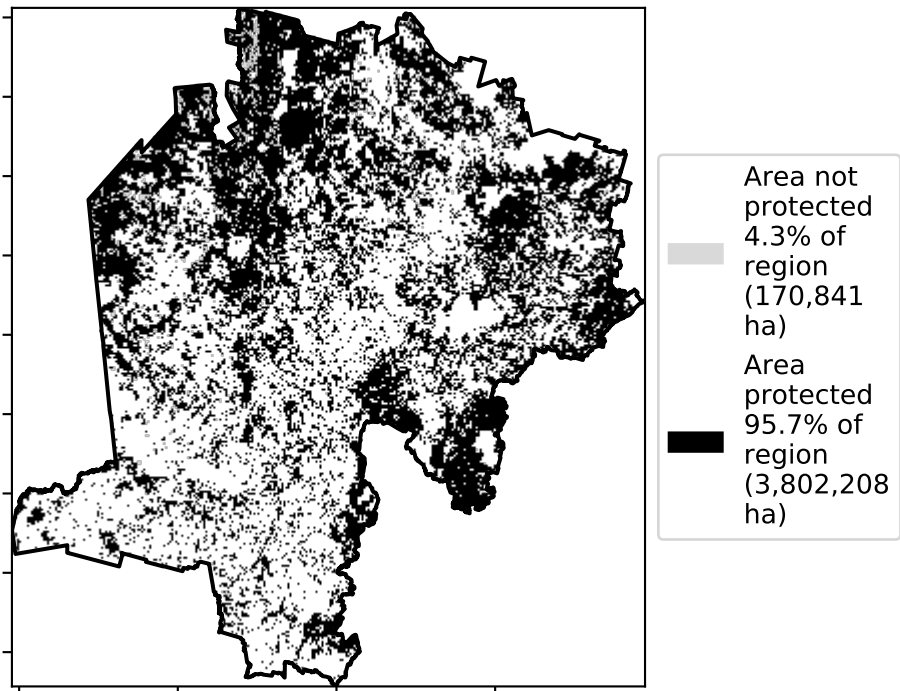 Area not
protected
4.3% of
region
(170,841
ha)
Area
protected
95.7% of
region
(3,802,208
ha)